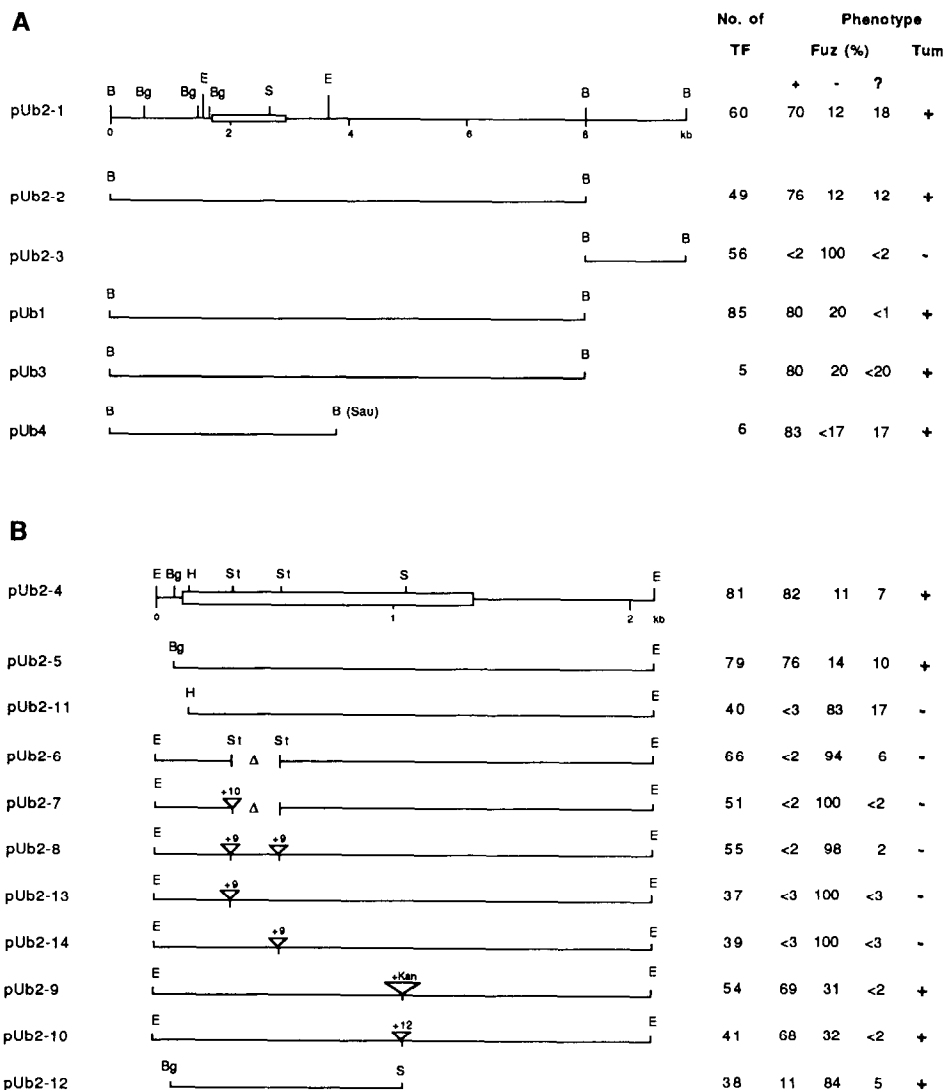 A
No. of Phenotype
TF Fuz (%) Tum
+ - ?
B Bg Bg E Bg S E B B
pUb2-1 60 70 12 18 +
0 2 4 6 8 kb
B B
pUb2-2 49 76 12 12 +
B B
pUb2-3 56 <2 100 <2 -
B B
pUb1 85 80 20 <1 +
B B
pUb3 5 80 20 <20 +
B B (Sau)
pUb4 6 83 <17 17 +
B
E Bg H St St S E
pUb2-4 81 82 11 7 +
0 1 2 kb
Bg E
pUb2-5 79 76 14 10 +
H E
pUb2-11 40 <3 83 17 -
E St St E
pUb2-6 Δ 66 <2 94 6 -
E +10 E
pUb2-7 Δ 51 <2 100 <2 -
E +9 +9 E
pUb2-8 55 <2 98 2 -
E +9 E
pUb2-13 37 <3 100 <3 -
E +9 E
pUb2-14 39 <3 100 <3 -
E +Kan E
pUb2-9 54 69 31 <2 +
E +12 E
pUb2-10 41 68 32 <2 +
Bg S
pUb2-12 38 11 84 5 +